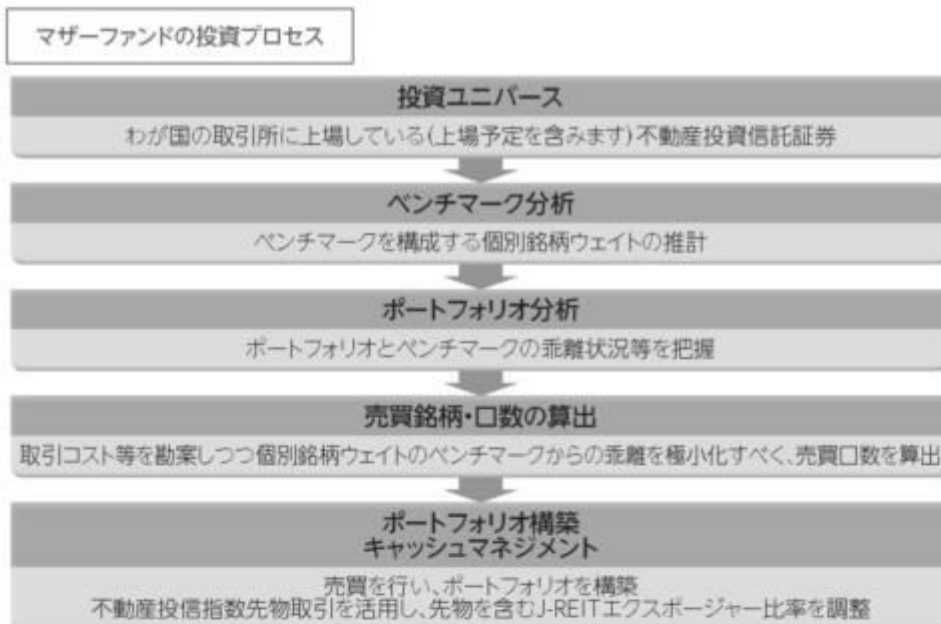 マザーファンドの投資プロセス
投資ユニバース
わが国の取引所に上場している(上場予定を含みます)不動産投資信託証券
ベンチマーク分析
ベンチマークを構成する個別銘柄ウェイトの推計
ポートフォリオ分析
ポートフォリオとベンチマークの乖離状況等を把握
売買銘柄・口数の算出
取引コスト等を勘案しつつ個別銘柄ウェイトのベンチマークからの乖離を極小化すべく、売買口数を算出
ポートフォリオ構築
キャッシュマネジメント
売買を行い、ポートフォリオを構築
不動産投信指数先物取引を活用し、先物を含むJ-REITエクスポージャー比率を調整